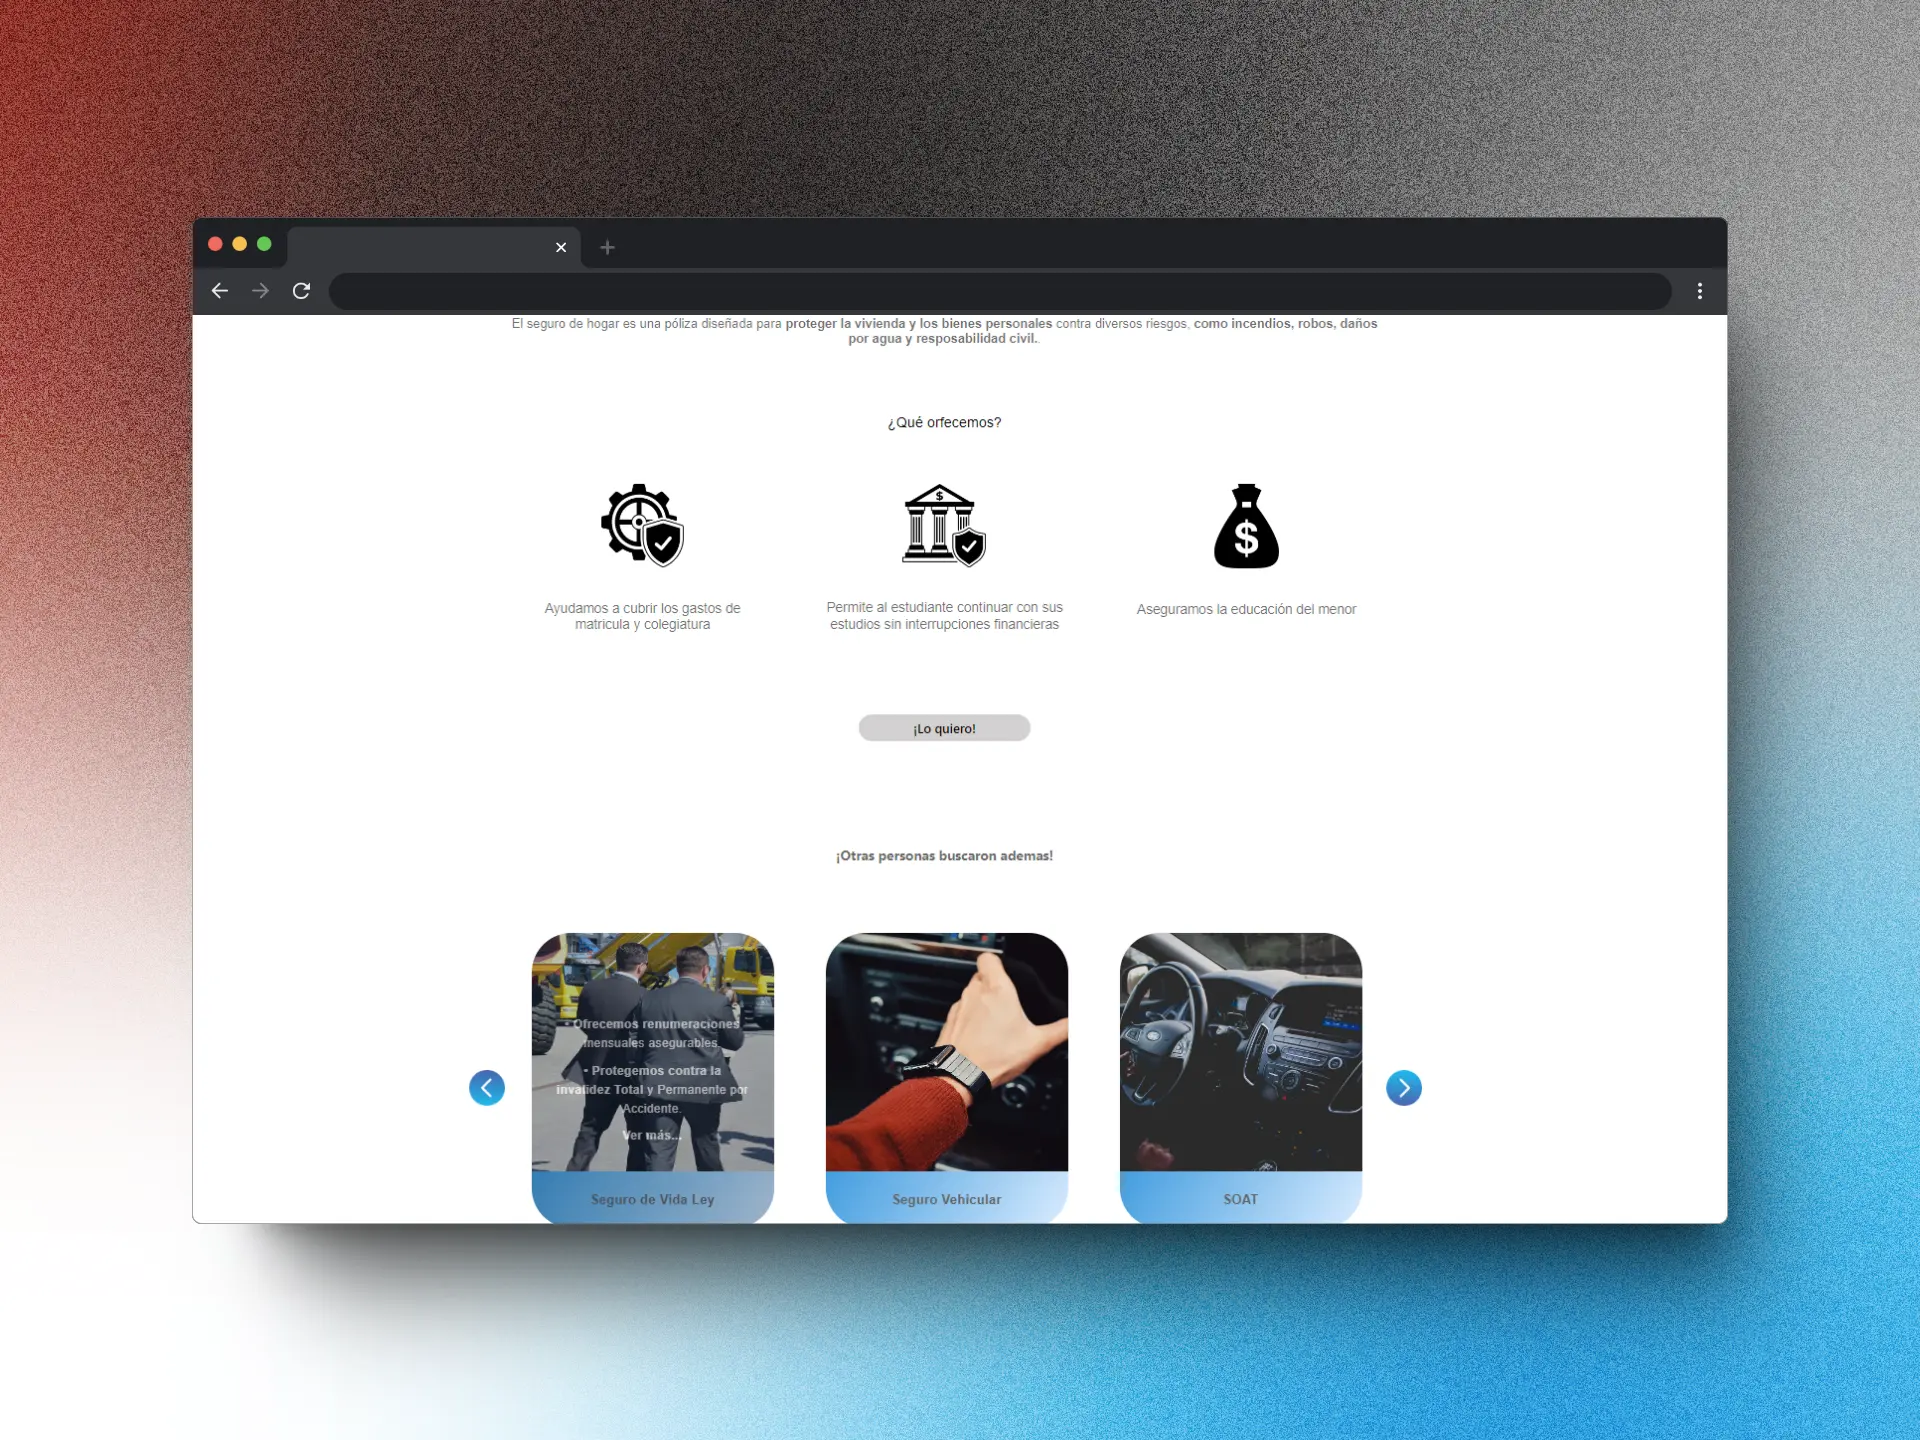 El seguro de hogar es una póliza diseñada para proteger la vivienda y los bienes personales contra diversos riesgos, como incendios, robos, daños
por agua y resposabilidad civil..
¿Qué orfecemos?
Ayudamos a cubrir los gastos de
matricula y colegiatura
Permite al estudiante continuar con sus
estudios sin interrupciones financieras
Aseguramos la educación del menor
¡Lo quiero!
¡Otras personas buscaron ademas!
• Ofrecemos renumeraciones
mensuales asegurables.
• Protegemos contra la
invatidez Total y Permanente por
Accidente.
Ver más...
Seguro de Vida Ley
Seguro Vehicular
SOAT